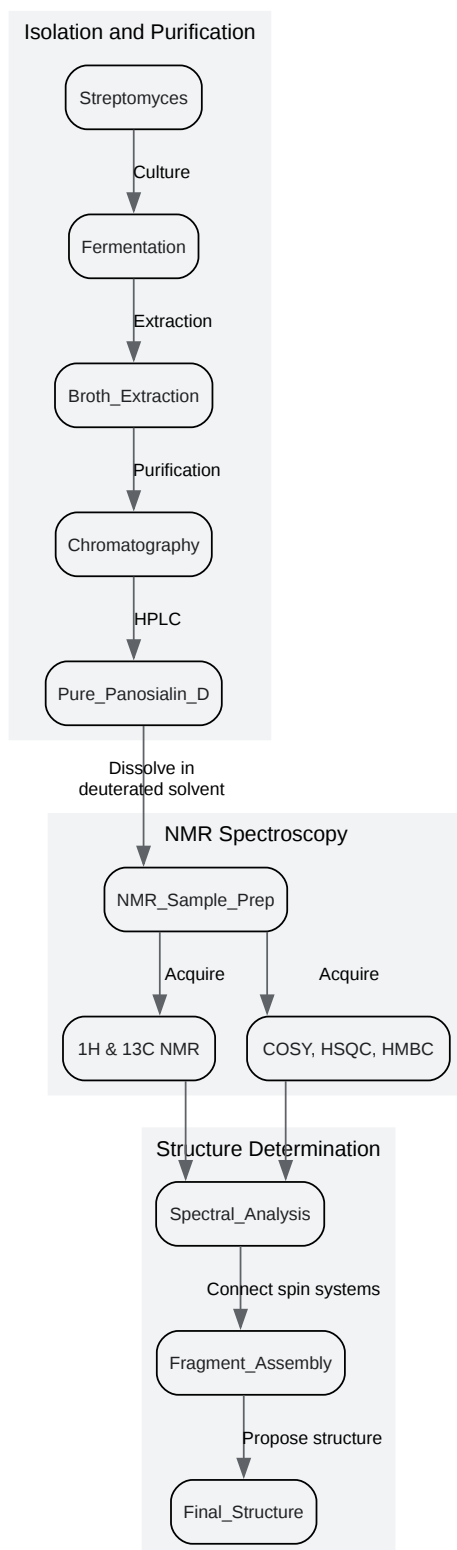 Isolation and Purification
Streptomyces
Culture
Fermentation
Extraction
Broth_Extraction
Purification
Chromatography
HPLC
Pure_Panosialin_D
Dissolve in
deuterated solvent
NMR Spectroscopy
NMR_Sample_Prep
Acquire
Acquire
1H & 13C NMR
COSY, HSQC, HMBC
Structure Determination
Spectral_Analysis
Connect spin systems
Fragment_Assembly
Propose structure
Final_Structure